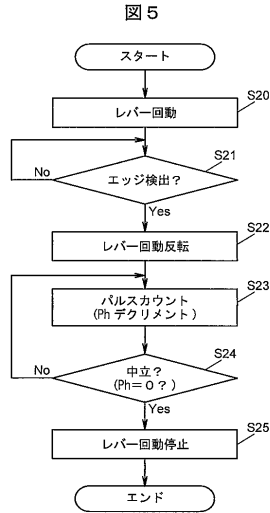 図5
スタート
S20
レバー回動
S21
エッジ検出？
No
Yes
S22
レバー回動反転
S23
パルスカウント
(Phデクリメント)
S24
中立？
(Ph＝０？)
No
Yes
S25
レバー回動停止
エンド